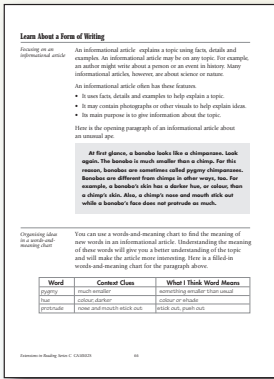 Learn About a Form of Writing
Focusing on an
informational article
An informational article explains a topic using facts, details and
examples. An informational article may be on any topic. For example,
an author might write about a person or an event in history. Many
informational articles, however, are about science or nature.
An informational article often has these features.
• It uses facts, details and examples to help explain a topic.
• It may contain photographs or other visuals to help explain ideas.
• Its main purpose is to give information about the topic.
Here is the opening paragraph of an informational article about
an unusual ape.
At first glance, a bonobo looks like a chimpanzee. Look
again. The bonobo is much smaller than a chimp. For this
reason, bonobos are sometimes called pygmy chimpanzees.
Bonobos are different from chimps in other ways, too. For
example, a bonobo's skin has a darker hue, or colour, than
a chimp's skin. Also, a chimp's nose and mouth stick out
while a bonobo's face does not protrude as much.
Organising ideas
in a words-and-
meaning chart
You can use a words-and-meaning chart to find the meaning of
new words in an informational article. Understanding the meaning
of these words will give you a better understanding of the topic
and will make the article more interesting. Here is a filled-in
words-and-meaning chart for the paragraph above.
Word Context Clues What I Think Word Means
pygmy much smaller something smaller than usual
hue colour, darker colour or shade
protrude nose and mouth stick out stick out, push out